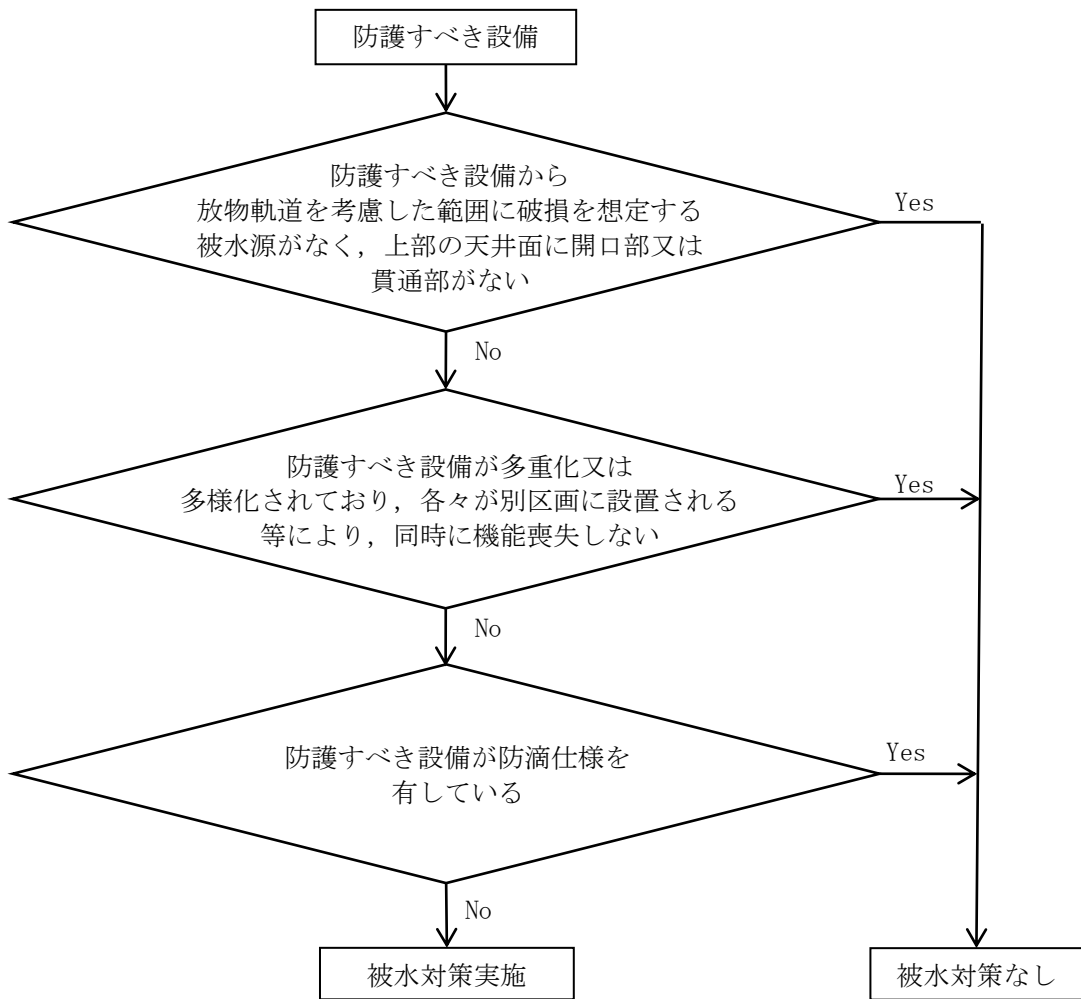 防護すべき設備
防護すべき設備から
放物軌道を考慮した範囲に破損を想定する
被水源がなく，上部の天井面に開口部又は
貫通部がない
Yes
No
防護すべき設備が多重化又は
多様化されており，各々が別区画に設置される
等により，同時に機能喪失しない
Yes
No
防護すべき設備が防滴仕様を
有している
Yes
No
被水対策実施
被水対策なし